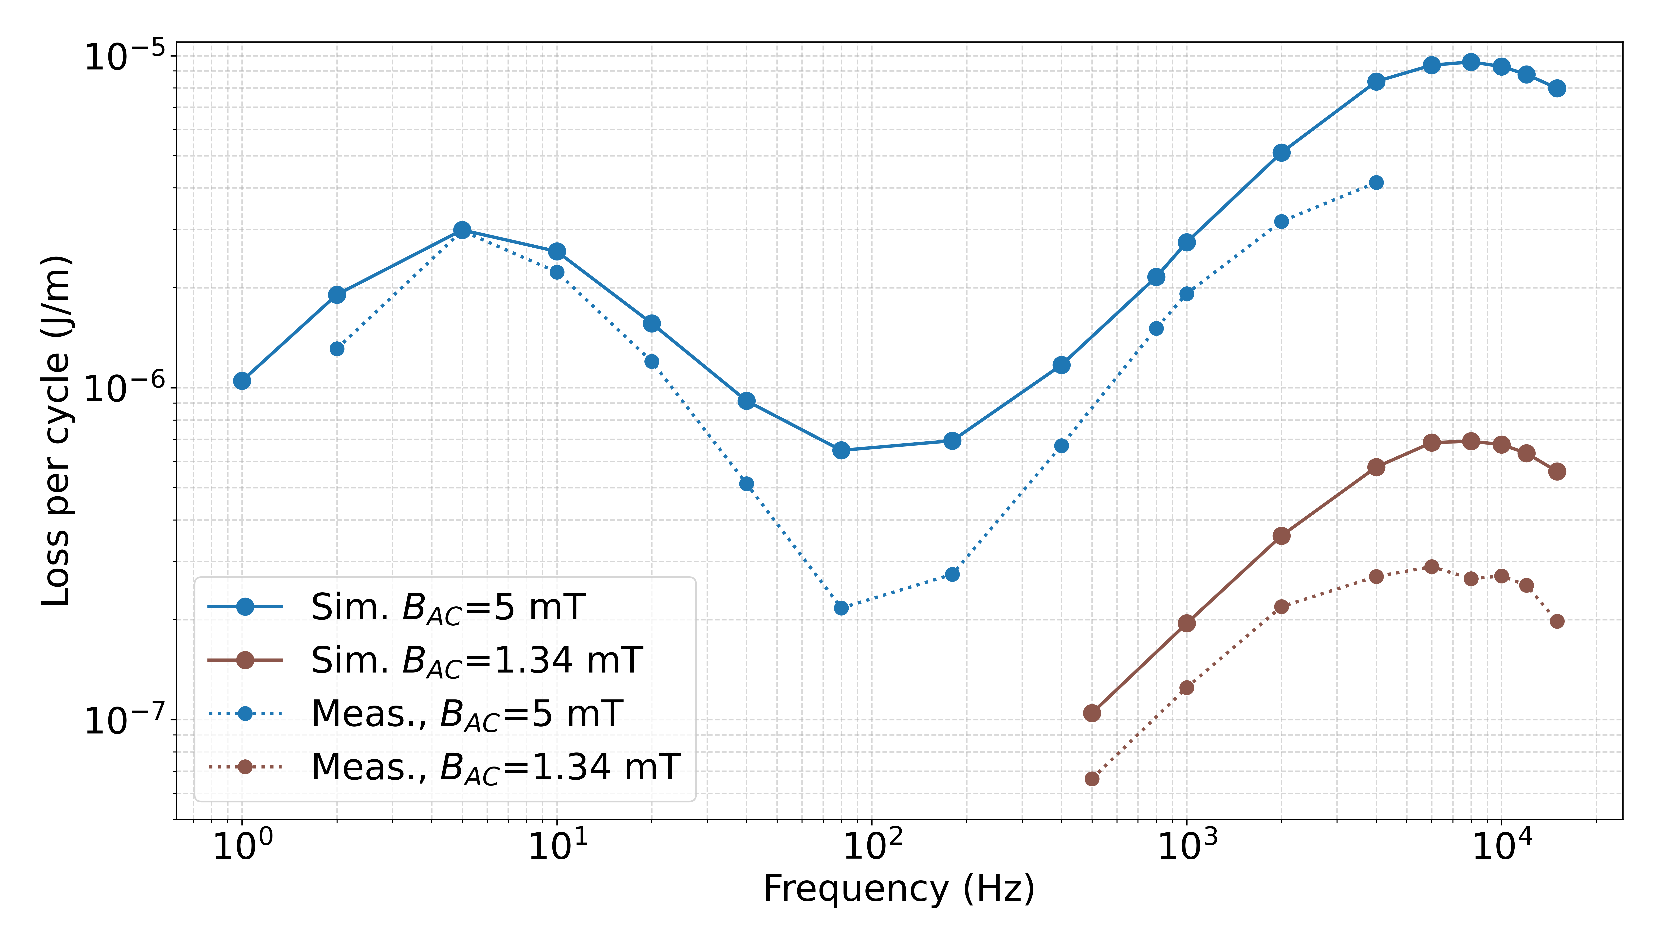 10⁻⁵
10⁻⁶
10⁻⁷
Loss per cycle (J/m)
Sim. B_AC=5 mT
Sim. B_AC=1.34 mT
Meas., B_AC=5 mT
Meas., B_AC=1.34 mT
10⁰ 10¹ 10² 10³ 10⁴
Frequency (Hz)